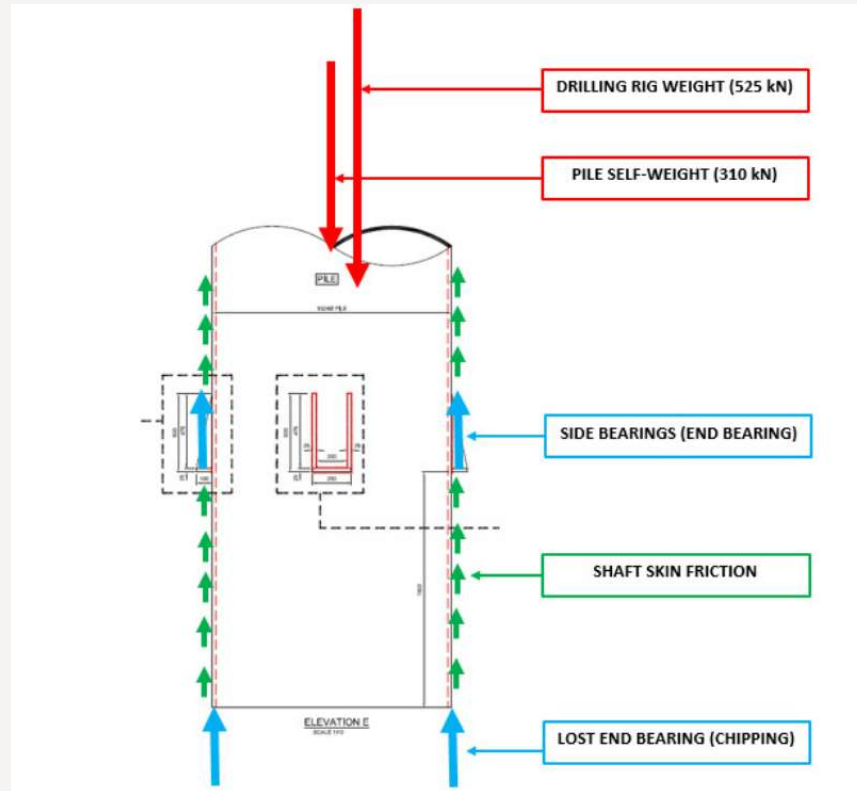 DRILLING RIG WEIGHT (525 kN)
PILE SELF-WEIGHT (310 kN)
PILE
SIDE BEARINGS (END BEARING)
SHAFT SKIN FRICTION
ELEVATION E
LOST END BEARING (CHIPPING)